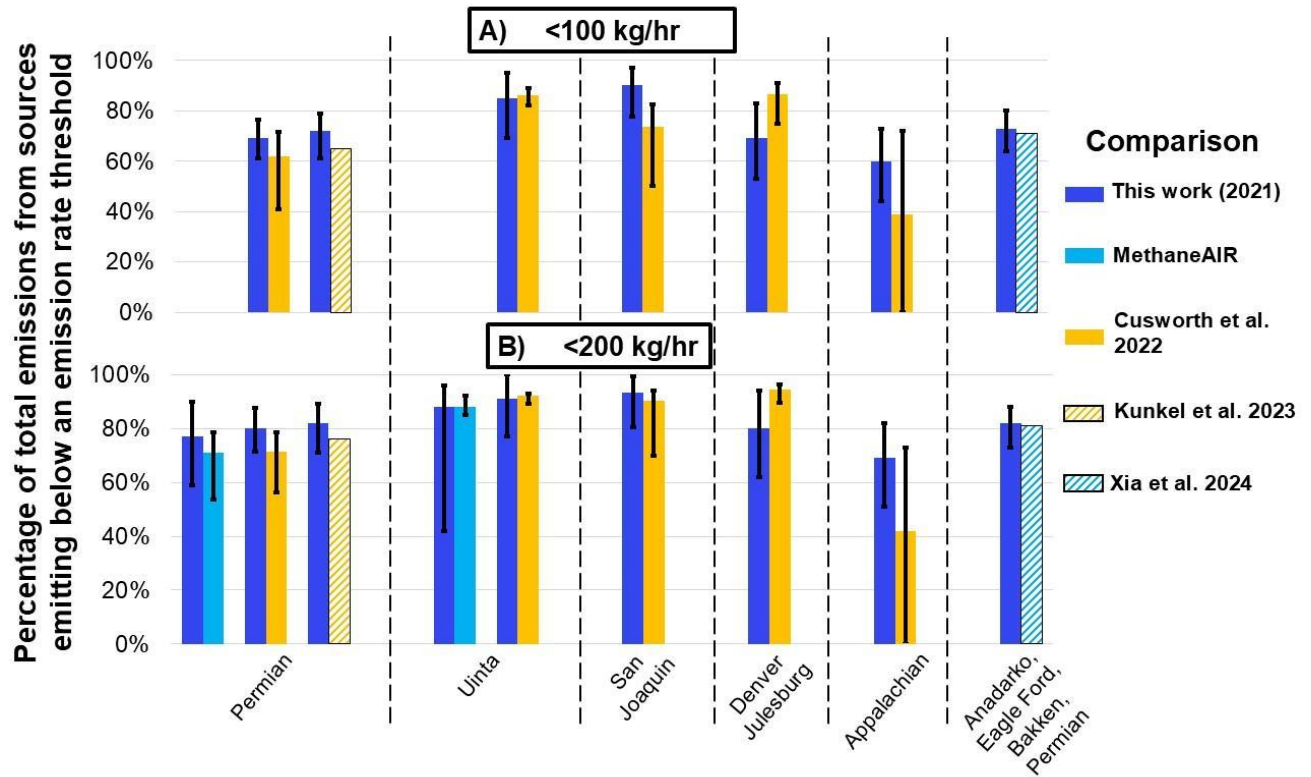 Percentage of total emissions from sources
emitting below an emission rate threshold
A) <100 kg/hr
100%
80%
60%
40%
20%
0%
B) <200 kg/hr
100%
80%
60%
40%
20%
0%
Permian
Uinta
San
Joaquin
Denver
Julesburg
Appalachian
Anadarko,
Eagle Ford,
Bakken,
Permian
Comparison
This work (2021)
MethaneAIR
Cusworth et al.
2022
Kunkel et al. 2023
Xia et al. 2024